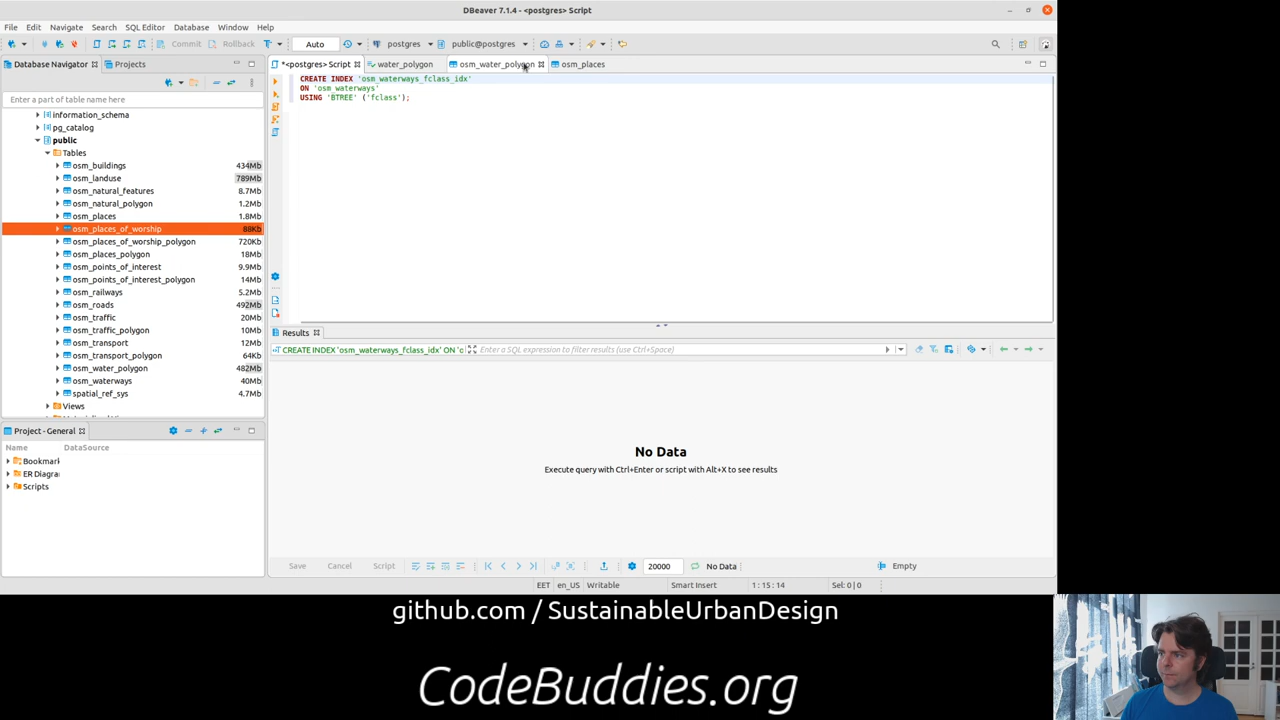 DBeaver 7.1.4 - <postgres> Script
File Edit Navigate Search SQL Editor Database Window Help
Commit Rollback T Auto postgres public@postgres
Database Navigator Projects
*<postgres> Script water_polygon osm_water_polygon osm_places
Enter a part of table name here
CREATE INDEX 'osm_waterways_fclass_idx'
ON 'osm_waterways'
USING 'BTREE' ('fclass');
information_schema
pg_catalog
public
Tables
osm_buildings 434Mb
osm_landuse 789Mb
osm_natural_features 8.7Mb
osm_natural_polygon 1.2Mb
osm_places 1.8Mb
osm_places_of_worship 88Kb
osm_places_of_worship_polygon 720Kb
osm_places_polygon 18Mb
osm_points_of_interest 9.9Mb
osm_points_of_interest_polygon 14Mb
osm_railways 5.2Mb
osm_roads 492Mb
osm_traffic 20Mb
osm_traffic_polygon 10Mb
osm_transport 12Mb
osm_transport_polygon 64Kb
osm_water_polygon 482Mb
osm_waterways 40Mb
spatial_ref_sys 4.7Mb
Views
Results
CREATE INDEX 'osm_waterways_fclass_idx' ON 'o Enter a SQL expression to filter results (use Ctrl+Space)
Project - General
Name DataSource
Bookmark
ER Diagra
Scripts
No Data
Execute query with Ctrl+Enter or script with Alt+X to see results
Save Cancel Script 20000 No Data Empty
EET en_US Writable Smart Insert 1 : 15 : 14 Sel: 0 | 0
github.com / SustainableUrbanDesign
CodeBuddies.org